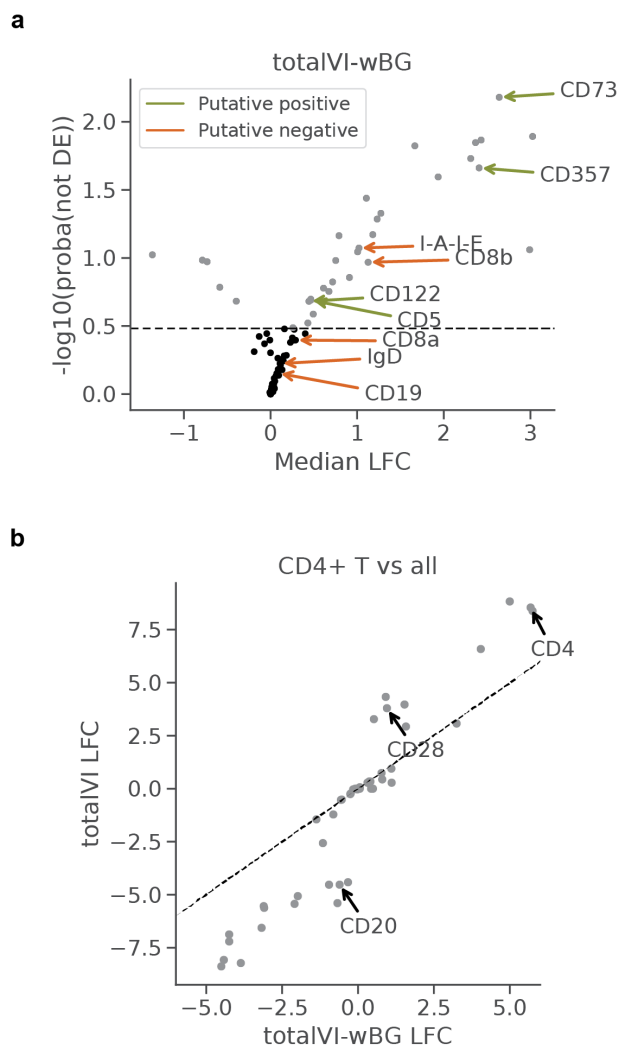 a
totalVI-wBG
Putative positive
Putative negative
CD73
CD357
I-A-I-E
CD8b
CD122
CD5
CD8a
IgD
CD19
-log10(proba(not DE))
2.0
1.5
1.0
0.5
0.0
−1 0 1 2 3
Median LFC
b
CD4+ T vs all
CD4
CD28
CD20
totalVI LFC
7.5
5.0
2.5
0.0
−2.5
−5.0
−7.5
−5.0 −2.5 0.0 2.5 5.0
totalVI-wBG LFC